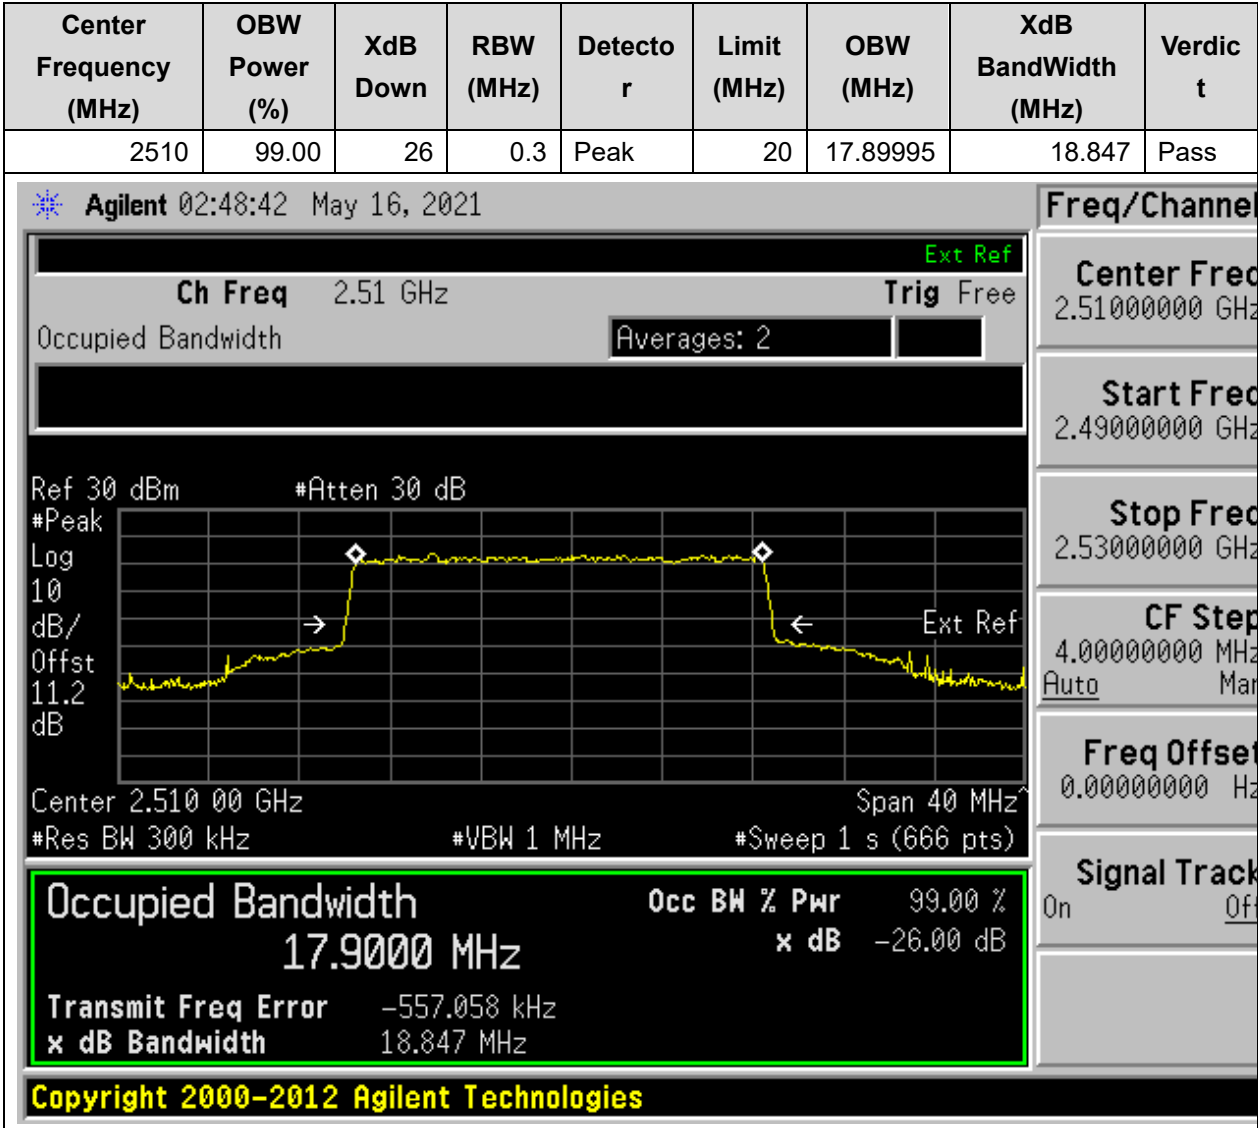 Center Frequency (MHz) OBW Power (%) XdB Down RBW (MHz) Detecto r Limit (MHz) OBW (MHz) XdB BandWidth (MHz) Verdic t
2510 99.00 26 0.3 Peak 20 17.89995 18.847 Pass
Agilent 02:48:42 May 16, 2021
Ext Ref
Ch Freq 2.51 GHz Trig Free
Occupied Bandwidth Averages: 2
Ref 30 dBm #Atten 30 dB
#Peak
Log
10
dB/
Offst
11.2
dB
Ext Ref
Center 2.510 00 GHz Span 40 MHz^
#Res BW 300 kHz #VBW 1 MHz #Sweep 1 s (666 pts)
Occupied Bandwidth Occ BW % Pwr 99.00 %
17.9000 MHz x dB -26.00 dB
Transmit Freq Error -557.058 kHz
x dB Bandwidth 18.847 MHz
Copyright 2000-2012 Agilent Technologies
Freq/Channel
Center Freq
2.51000000 GHz
Start Freq
2.49000000 GHz
Stop Freq
2.53000000 GHz
CF Step
4.00000000 MHz
Auto Man
Freq Offset
0.00000000 Hz
Signal Track
On Off